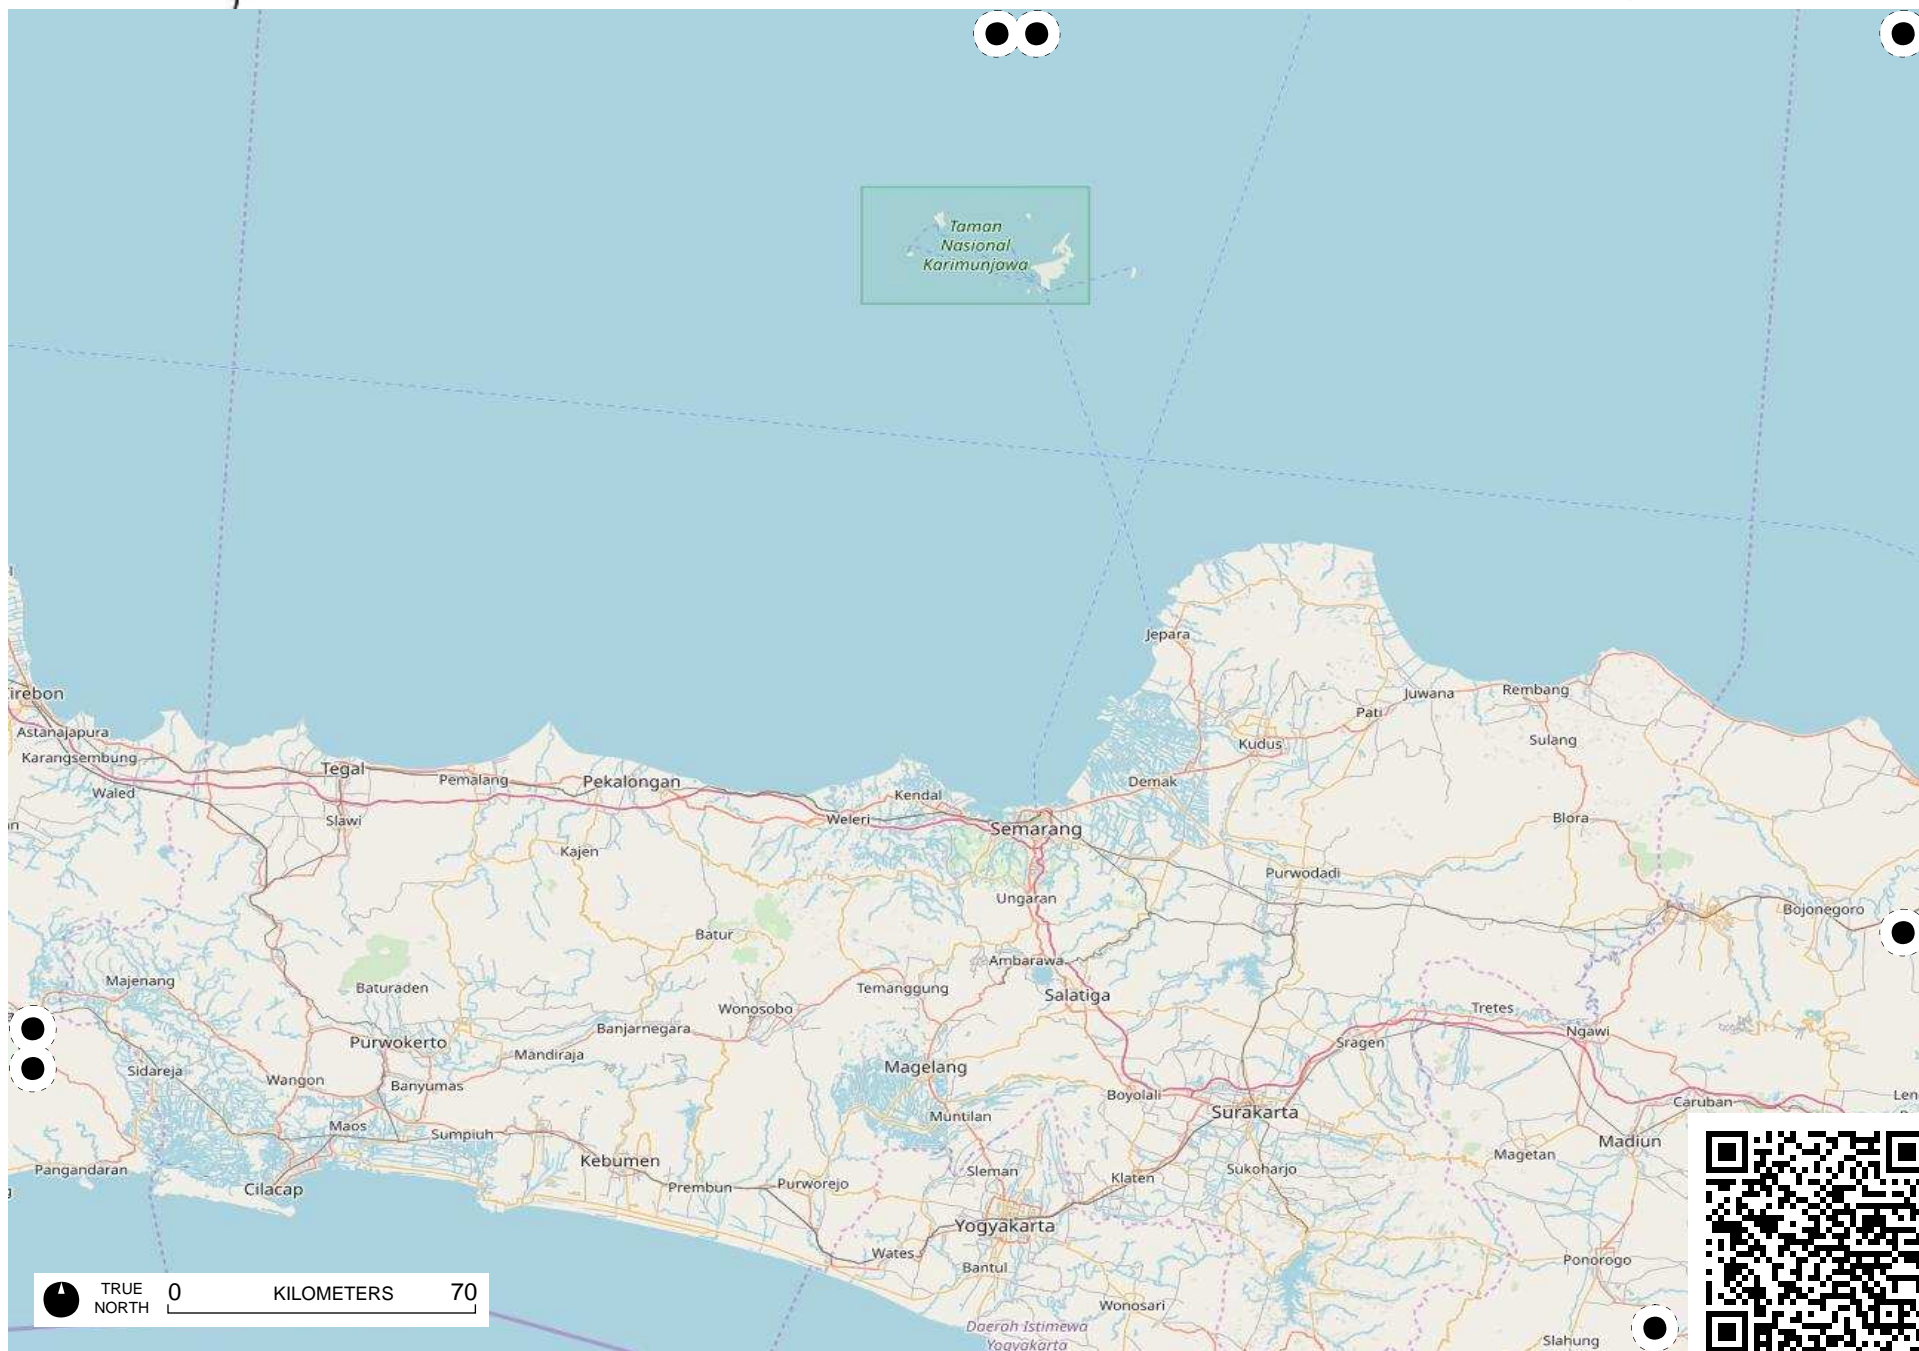 Taman
Nasional
Karimunjawa
Jepara
irebon
Juwana
Rembang
Pati
Astanajapura
Kudus
Sulang
Karangsembung
Tegal
Pemalang
Pekalongan
Demak
Waled
Kendal
Slawi
Weleri
Semarang
Blora
Kajen
Purwodadi
Ungaran
Bojonegoro
Batur
Ambarawa
Majenang
Baturaden
Temanggung
Salatiga
Wonosobo
Tretes
Banjarnegara
Ngawi
Purwokerto
Sragen
Mandiraja
Magelang
Sidareja
Wangon
Banyumas
Boyolali
Len
Caruban
Surakarta
Muntilan
Maos
Sumpiuh
Madiun
Magetan
Kebumen
Pangandaran
Sleman
Sukoharjo
Klaten
Cilacap
Prembun
Purworejo
Yogyakarta
Wates
Bantul
Ponorogo
Wonosari
Daerah Istimewa
Yogyakarta
Slahung
TRUE
NORTH
0 KILOMETERS 70